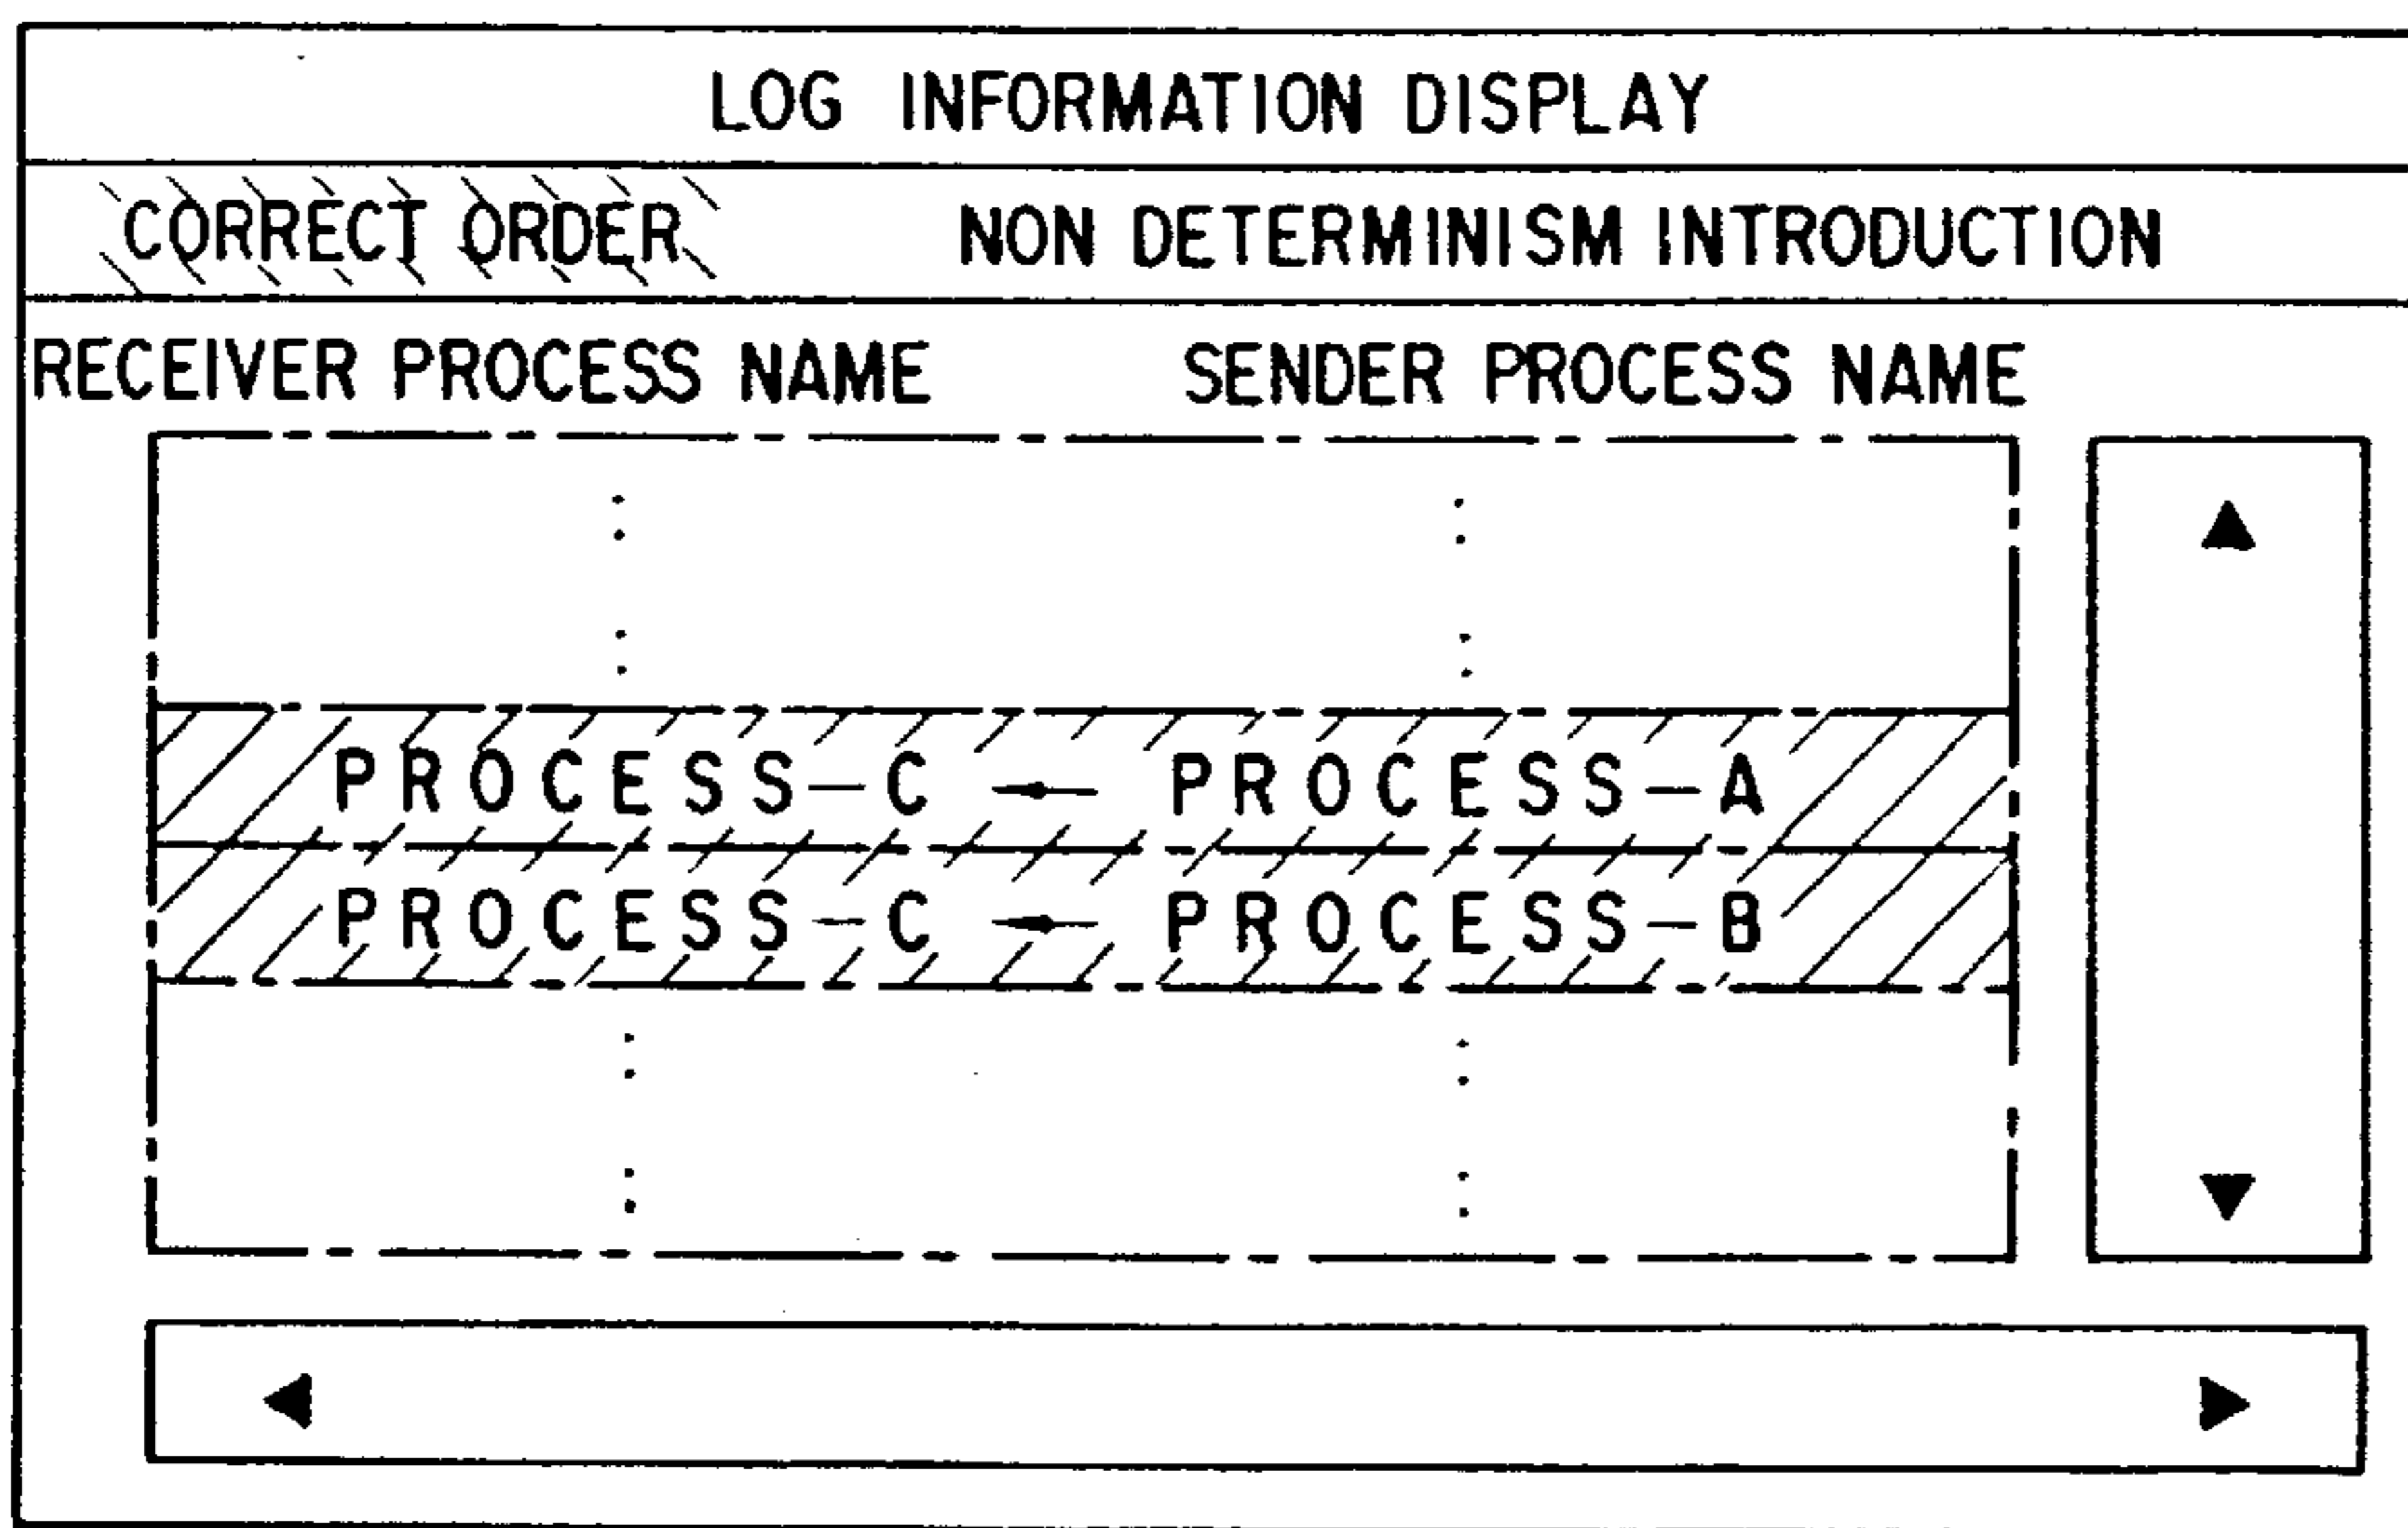 LOG INFORMATION DISPLAY
CORRECT ORDER NON DETERMINISM INTRODUCTION
RECEIVER PROCESS NAME SENDER PROCESS NAME
PROCESS-C ← PROCESS-A
PROCESS-C ← PROCESS-B